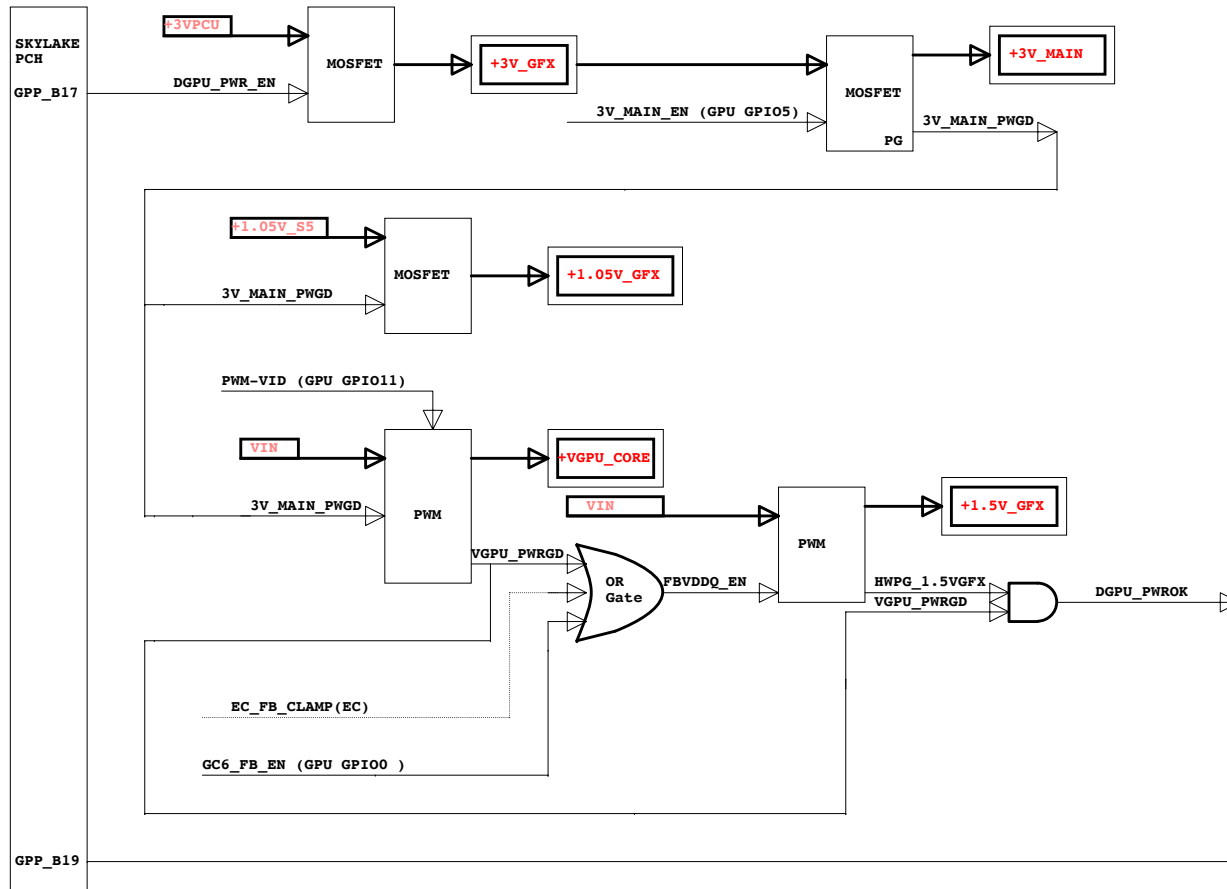 +3VPCU
SKYLAKE
PCH
MOSFET
+3V_GFX
+3V_MAIN
GPP_B17
DGPU_PWR_EN
MOSFET
3V_MAIN_EN (GPU GPIO5)
3V_MAIN_PWGD
PG
+1.05V_S5
MOSFET
+1.05V_GFX
3V_MAIN_PWGD
PWM-VID (GPU GPIO11)
VIN
+VGPU_CORE
3V_MAIN_PWGD
PWM
VIN
+1.5V_GFX
PWM
VGPU_PWRGD
OR
Gate
FBVDDQ_EN
HWPG_1.5VGFX
VGPU_PWRGD
DGPU_PWROK
EC_FB_CLAMP(EC)
GC6_FB_EN (GPU GPIO0 )
GPP_B19